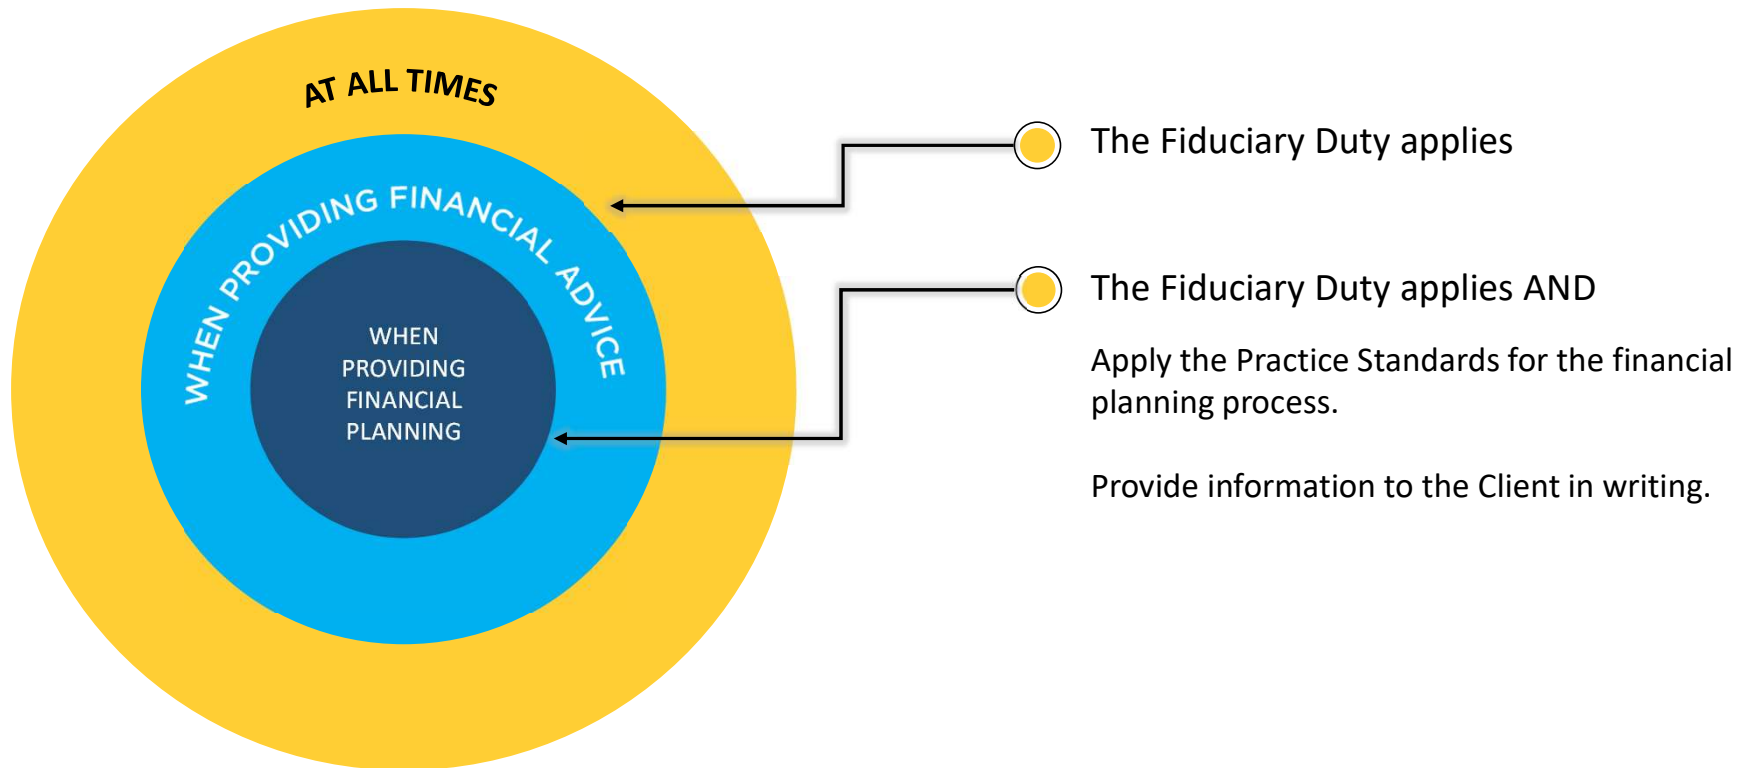 AT ALL TIMES
WHEN PROVIDING FINANCIAL ADVICE
WHEN
PROVIDING
FINANCIAL
PLANNING
The Fiduciary Duty applies
The Fiduciary Duty applies AND
Apply the Practice Standards for the financial
planning process.
Provide information to the Client in writing.